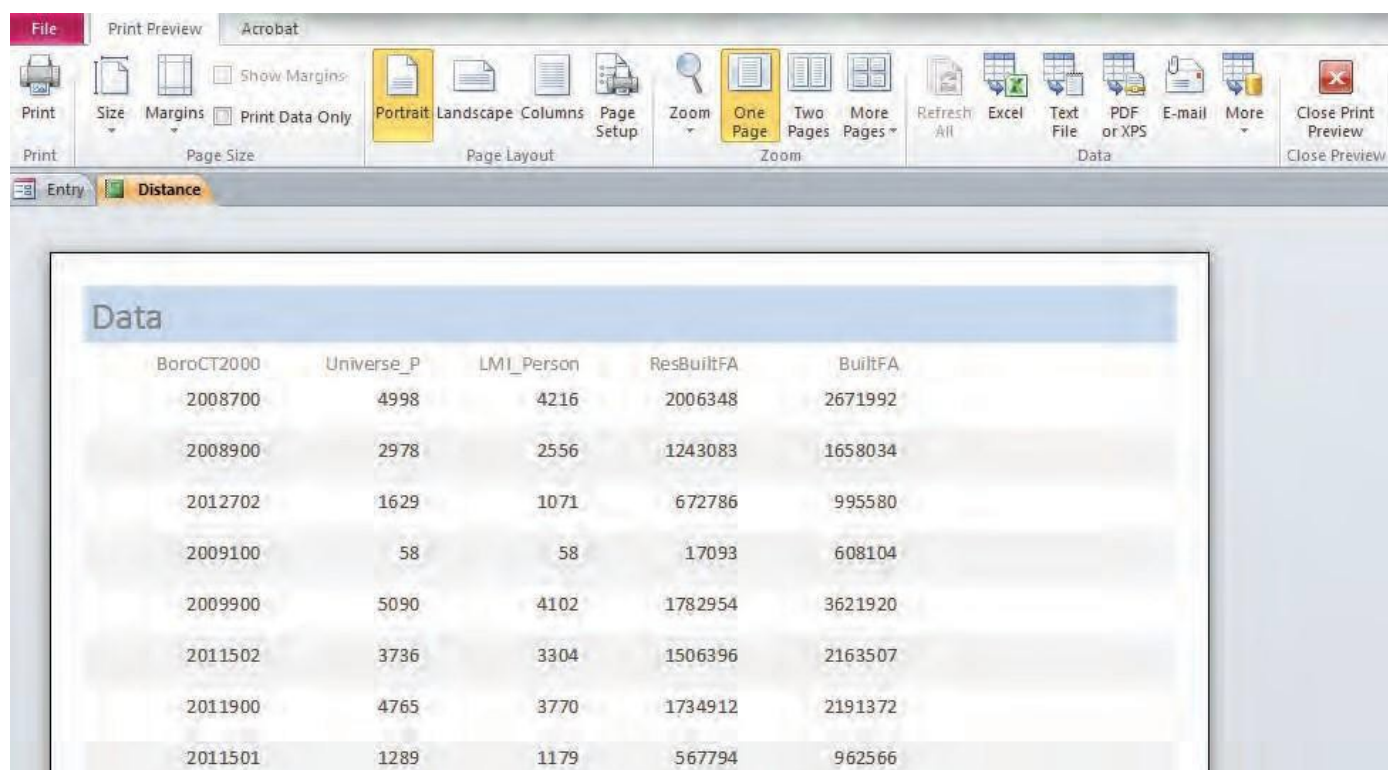 File Print Preview Acrobat
Print
Size
Margins
Show Margins
Print Data Only
Portrait
Landscape
Columns
Page Setup
Zoom
One Page
Two Pages
More Pages
Refresh All
Excel
Text File
PDF or XPS
E-mail
More
Close Print Preview
Print Page Size Page Layout Zoom Data Close Preview
Entry Distance
Data
BoroCT2000 Universe_P LMI_Person ResBuiltFA BuiltFA
2008700 4998 4216 2006348 2671992
2008900 2978 2556 1243083 1658034
2012702 1629 1071 672786 995580
2009100 58 58 17093 608104
2009900 5090 4102 1782954 3621920
2011502 3736 3304 1506396 2163507
2011900 4765 3770 1734912 2191372
2011501 1289 1179 567794 962566